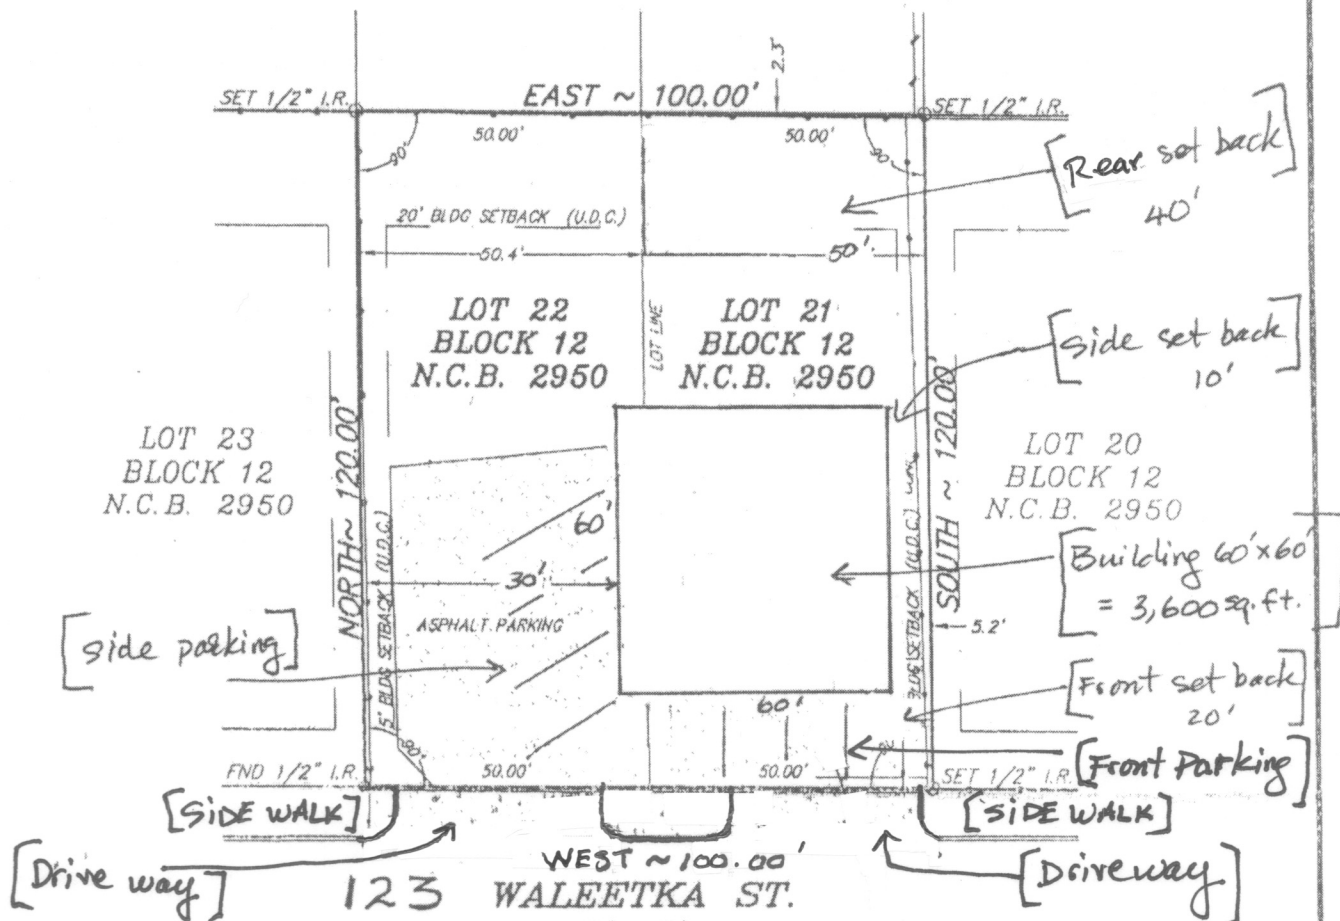 2.3'
SET 1/2" I.R.
EAST ~ 100.00'
SET 1/2" I.R.
50.00'
50.00'
90°
90°
[Rear set back]
40'
20' BLDG SETBACK (U.D.C.)
50.4'
50'
LOT 22
BLOCK 12
N.C.B. 2950
LOT LINE
LOT 21
BLOCK 12
N.C.B. 2950
[Side set back]
10'
NORTH ~ 120.00'
SOUTH ~ 120.00'
LOT 23
BLOCK 12
N.C.B. 2950
LOT 20
BLOCK 12
N.C.B. 2950
60'
30'
ASPHALT PARKING
5' BLDG SETBACK (U.D.C.)
BLDG SETBACK (U.D.C.)
[Building 60'x60'
= 3,600 sq.ft.]
5.2'
[side parking]
[Front set back]
20'
60'
90°
[Front Parking]
FND 1/2" I.R.
50.00'
50.00'
SET 1/2" I.R.
[SIDE WALK]
[SIDE WALK]
WEST ~ 100.00'
[Drive way]
[Driveway]
123 WALEETKA ST.